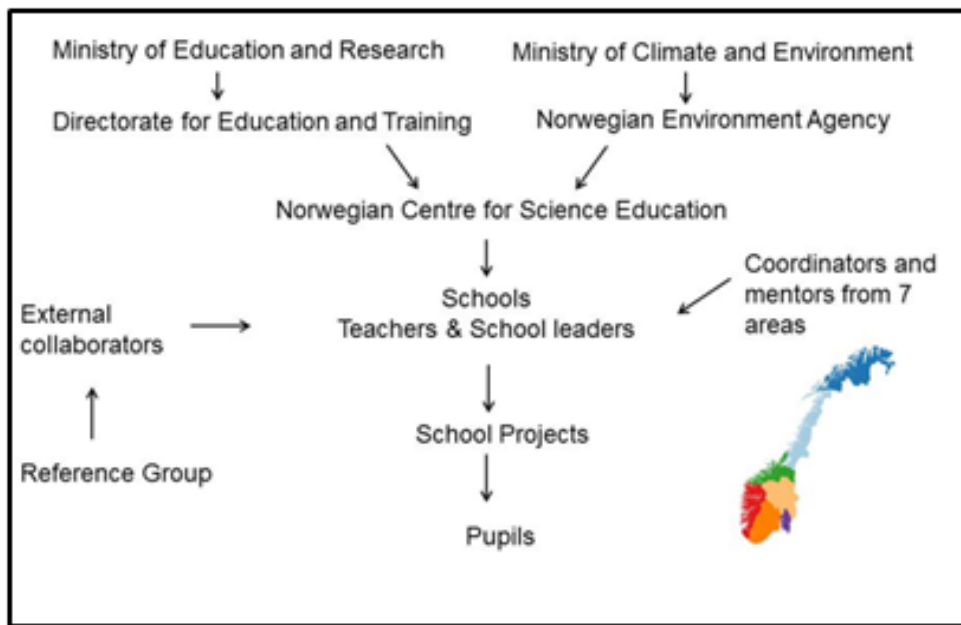 Ministry of Education and Research
Ministry of Climate and Environment
Directorate for Education and Training
Norwegian Environment Agency
Norwegian Centre for Science Education
Coordinators and
mentors from 7
areas
Schools
Teachers & School leaders
External
collaborators
School Projects
Reference Group
Pupils